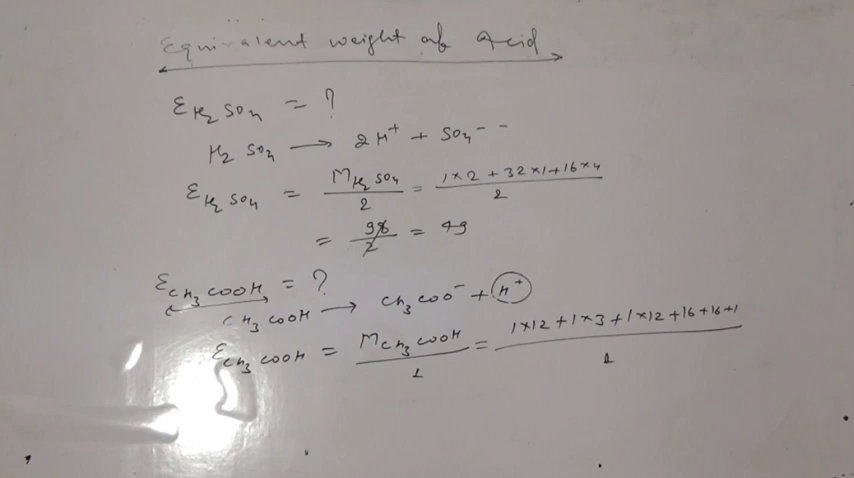 Equivalent weight of Acid
E H₂SO₄ = ?
H₂SO₄ → 2H⁺ + SO₄⁻⁻
E H₂SO₄ = M H₂SO₄ / 2 = 1×2 + 32×1 + 16×4 / 2
= 98 / 2 = 49
E CH₃COOH = ?
CH₃COOH → CH₃COO⁻ + H⁺
E CH₃COOH = M CH₃COOH / 1 = 1×12 + 1×3 + 1×12 + 16 + 16 + 1 / 1